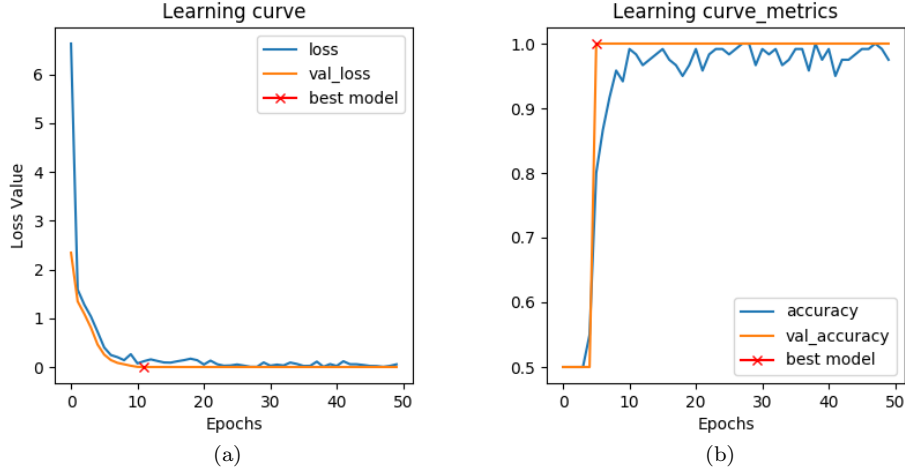 Learning curve
Loss Value
6
5
4
3
2
1
0
loss
val_loss
best model
0 10 20 30 40 50
Epochs
(a)
Learning curve_metrics
1.0
0.9
0.8
0.7
0.6
0.5
accuracy
val_accuracy
best model
0 10 20 30 40 50
Epochs
(b)